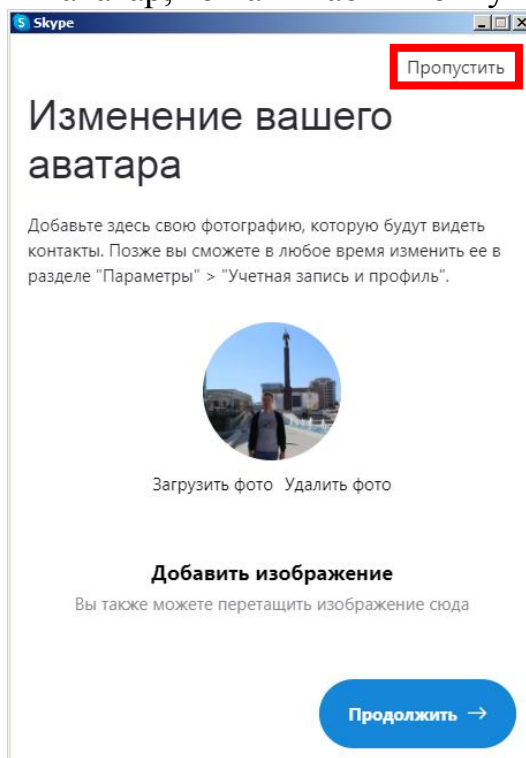 Skype
Пропустить
Изменение вашего
аватара
Добавьте здесь свою фотографию, которую будут видеть
контакты. Позже вы сможете в любое время изменить ее в
разделе "Параметры" > "Учетная запись и профиль".
Загрузить фото Удалить фото
Добавить изображение
Вы также можете перетащить изображение сюда
Продолжить →